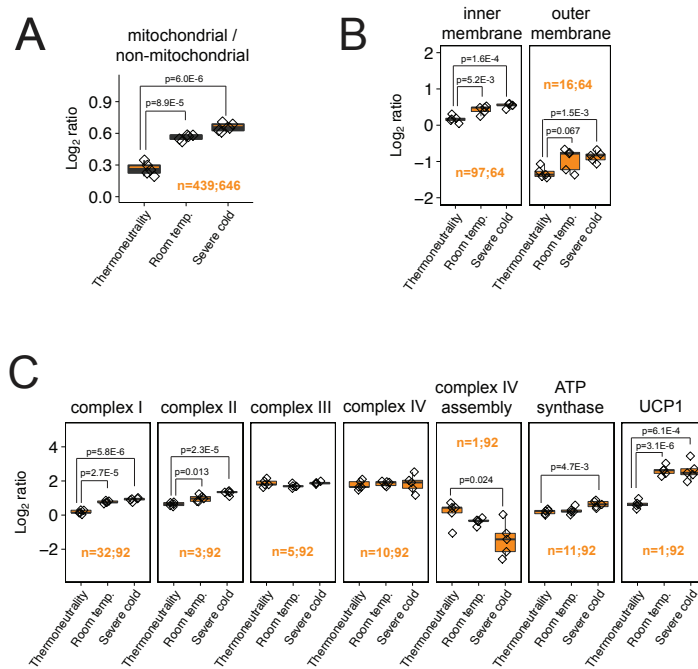 A
mitochondrial /
non-mitochondrial
p=6.0E-6
p=8.9E-5
0.9
0.6
0.3
0.0
Log2 ratio
n=439;646
Thermoneutrality
Room temp.
Severe cold
B
inner
membrane
outer
membrane
2
1
0
−1
−2
Log2 ratio
p=1.6E-4
p=5.2E-3
n=97;64
n=16;64
p=1.5E-3
p=0.067
Thermoneutrality
Room temp.
Severe cold
Thermoneutrality
Room temp.
Severe cold
C
complex I
complex II
complex III
complex IV
complex IV
assembly
ATP
synthase
UCP1
4
2
0
−2
Log2 ratio
p=5.8E-6
p=2.7E-5
n=32;92
p=2.3E-5
p=0.013
n=3;92
n=5;92
n=10;92
n=1;92
p=0.024
p=4.7E-3
n=11;92
p=6.1E-4
p=3.1E-6
n=1;92
Thermoneutrality
Room temp.
Severe cold
Thermoneutrality
Room temp.
Severe cold
Thermoneutrality
Room temp.
Severe cold
Thermoneutrality
Room temp.
Severe cold
Thermoneutrality
Room temp.
Severe cold
Thermoneutrality
Room temp.
Severe cold
Thermoneutrality
Room temp.
Severe cold